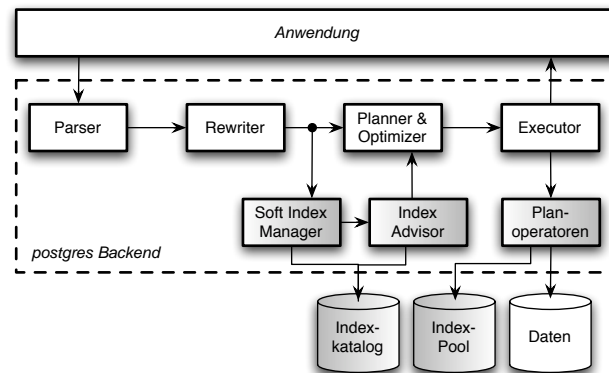 Anwendung
Parser
Rewriter
Planner &
Optimizer
Executor
Soft Index
Manager
Index
Advisor
Plan-
operatoren
postgres Backend
Index-
katalog
Index-
Pool
Daten